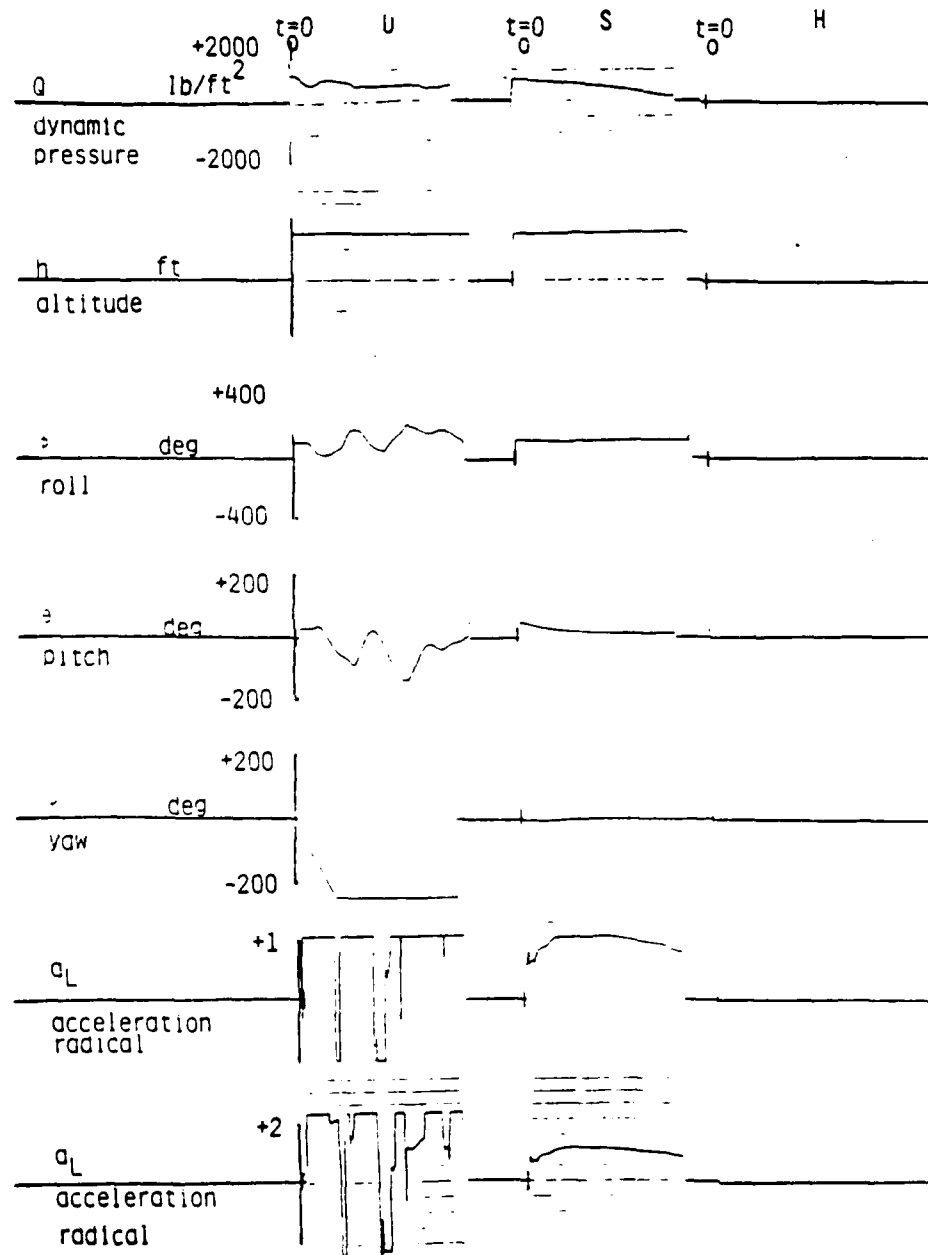 t=0 U t=0 S t=0 H
o o o
+2000
Q lb/ft2
dynamic
pressure -2000
h ft
altitude
+400
deg
roll
-400
+200
deg
pitch
-200
+200
deg
yaw
-200
+1
aL
acceleration
radical
+2
aL
acceleration
radical